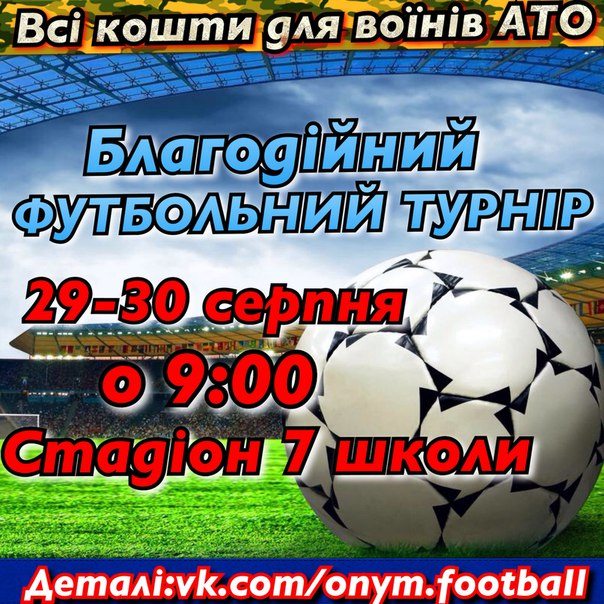 Всі кошти для воїнів АТО
Благодійний
ФУТБОЛЬНИЙ ТУРНІР
29-30 серпня
о 9:00
Стадіон 7 школи
Деталі:vk.com/onym.football